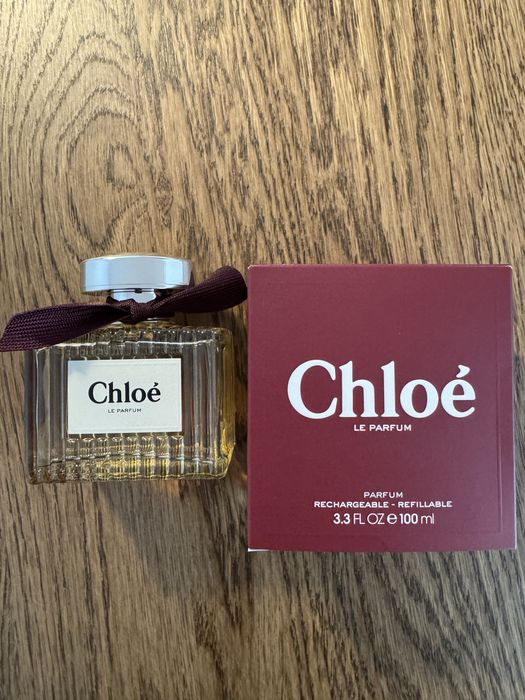 Chloé
LE PARFUM
Chloé
LE PARFUM
PARFUM
RECHARGEABLE - REFILLABLE
3.3 FL OZ ℮ 100 ml